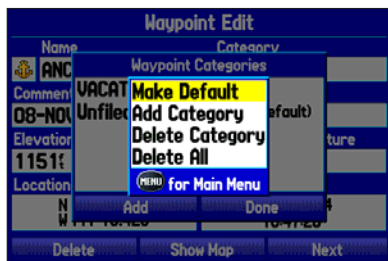 Waypoint Edit
Name Category
ANC
Waypoint Categories
Comment
VACAT
08-NOV
Unfiled
efault)
Make Default
Add Category
Delete Category
Delete All
MENU for Main Menu
Elevation
ture
1151
Location
N
W
Add Done
Delete Show Map Next